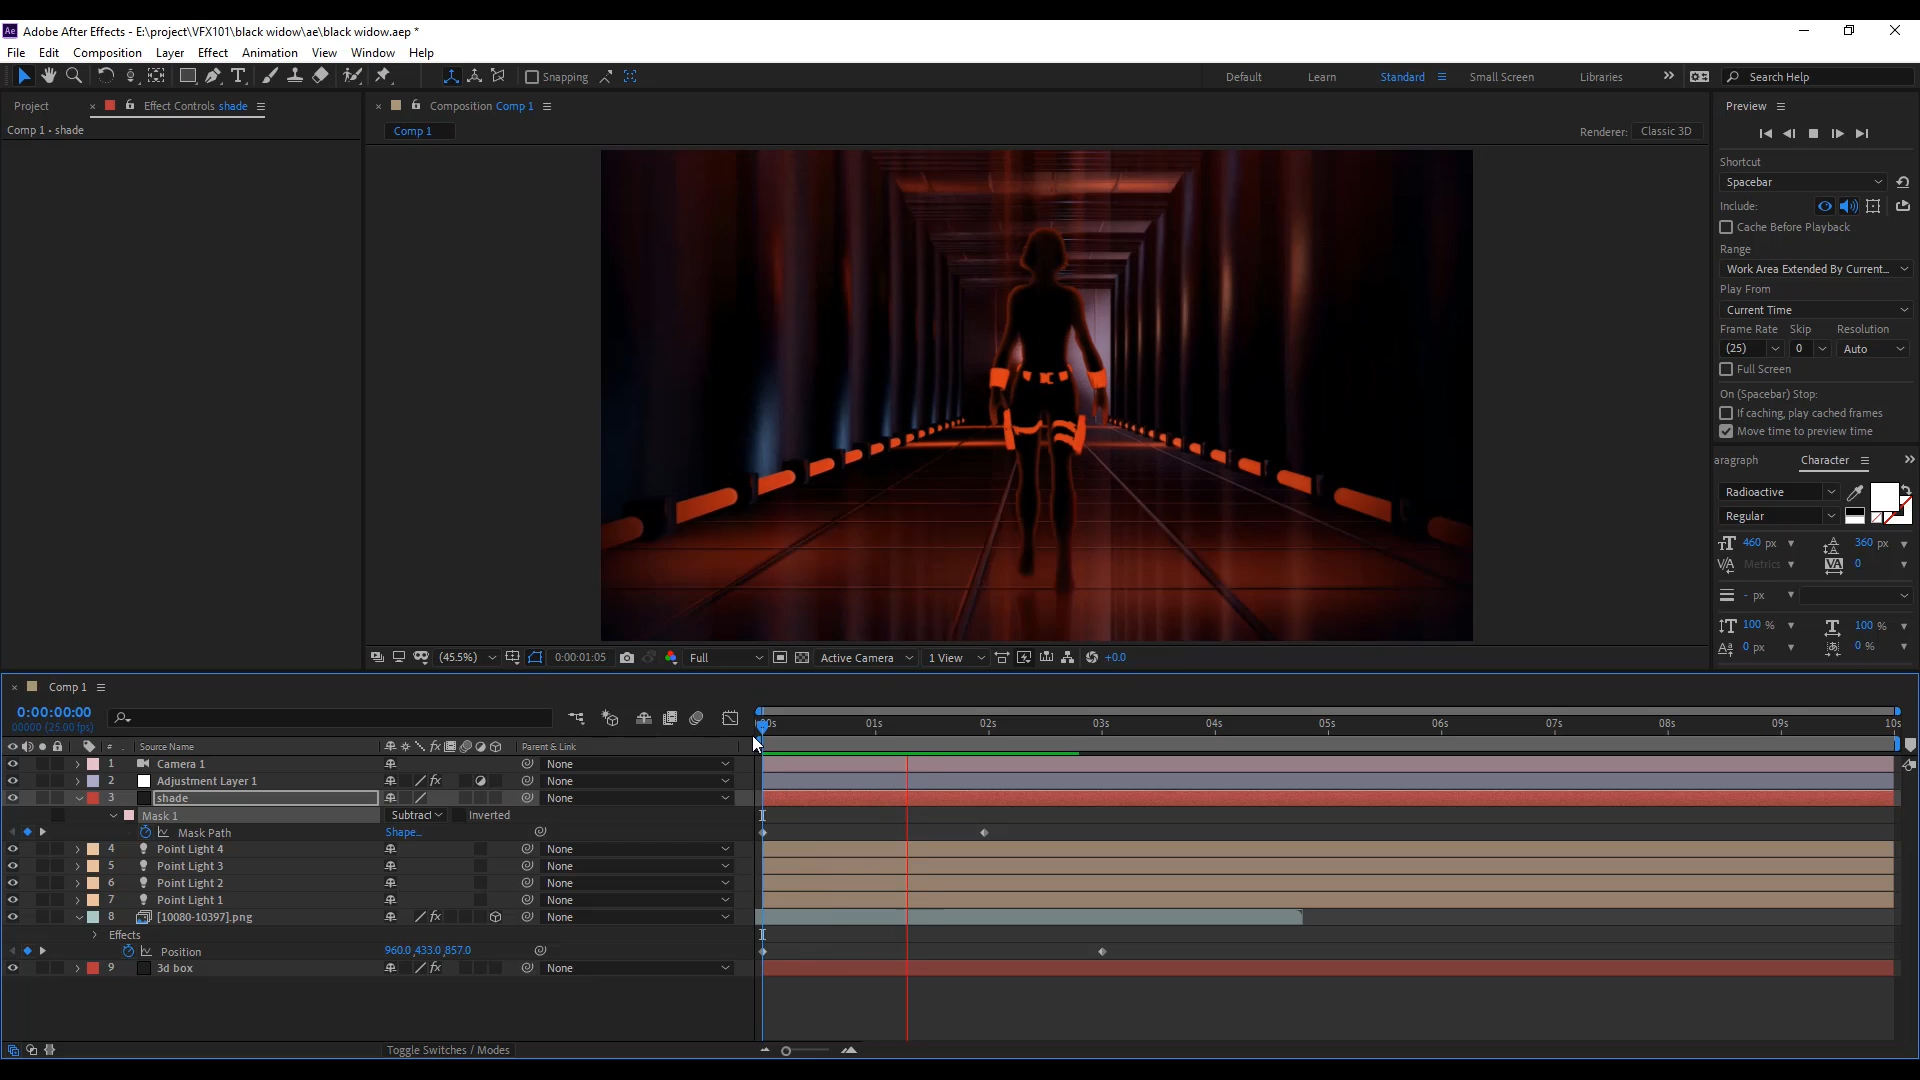 Ae Adobe After Effects - E:\project\VFX101\black widow\ae\black widow.aep *
File Edit Composition Layer Effect Animation View Window Help
Snapping Default Learn Standard Small Screen Libraries Search Help
Project Effect Controls shade
Comp 1 • shade
Composition Comp 1
Comp 1
Renderer: Classic 3D
Preview
Shortcut
Spacebar
Include:
Cache Before Playback
Range
Work Area Extended By Current...
Play From
Current Time
Frame Rate Skip Resolution
(25) 0 Auto
Full Screen
On (Spacebar) Stop:
If caching, play cached frames
Move time to preview time
aragraph Character
Radioactive
Regular
460 px 360 px
Metrics 0
- px
100 % 100 %
0 px 0 %
(45.5%) 0:00:01:05 Full Active Camera 1 View +0.0
Comp 1
0:00:00:00
00000 (25.00 fps)
00s 01s 02s 03s 04s 05s 06s 07s 08s 09s 10s
# Source Name fx Parent & Link
1 Camera 1 None
2 Adjustment Layer 1 fx None
3 shade None
Mask 1 Subtract Inverted
Mask Path Shape...
4 Point Light 4 None
5 Point Light 3 None
6 Point Light 2 None
7 Point Light 1 None
8 [10080-10397].png fx None
Effects
Position 960.0,433.0,857.0
9 3d box fx None
Toggle Switches / Modes